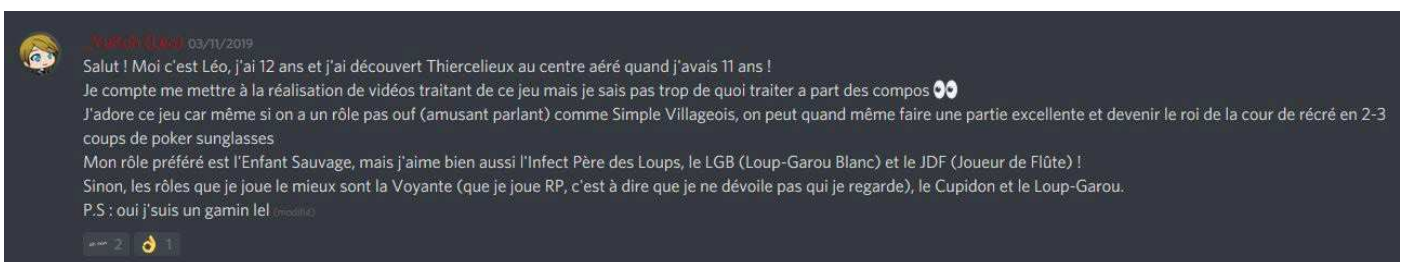 03/11/2019
Salut ! Moi c'est Léo, j'ai 12 ans et j'ai découvert Thiercelieux au centre aéré quand j'avais 11 ans !
Je compte me mettre à la réalisation de vidéos traitant de ce jeu mais je sais pas trop de quoi traiter a part des compos 👀
J'adore ce jeu car même si on a un rôle pas ouf (amusant parlant) comme Simple Villageois, on peut quand même faire une partie excellente et devenir le roi de la cour de récré en 2-3
coups de poker sunglasses
Mon rôle préféré est l'Enfant Sauvage, mais j'aime bien aussi l'Infect Père des Loups, le LGB (Loup-Garou Blanc) et le JDF (Joueur de Flûte) !
Sinon, les rôles que je joue le mieux sont la Voyante (que je joue RP, c'est à dire que je ne dévoile pas qui je regarde), le Cupidon et le Loup-Garou.
P.S : oui j'suis un gamin lel (modifié)
2 👌 1